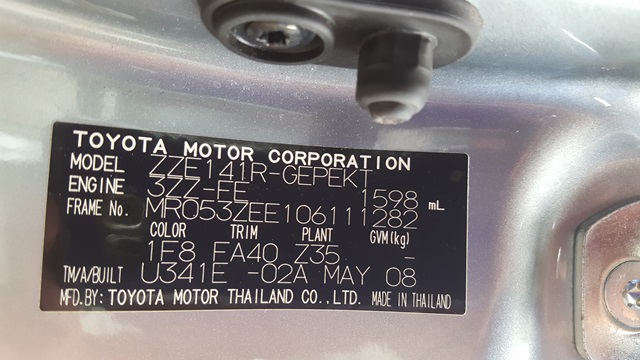 TOYOTA MOTOR CORPORATION
MODEL ZZE141R-GEPEKT
ENGINE 3ZZ-FE 1598 mL
FRAME No. MR053ZEE106111282
COLOR TRIM PLANT GVM(kg)
1E8 FA40 Z35 -
TM/A/BUILT U341E -02A MAY 08
MFD.BY: TOYOTA MOTOR THAILAND CO.,LTD. MADE IN THAILAND